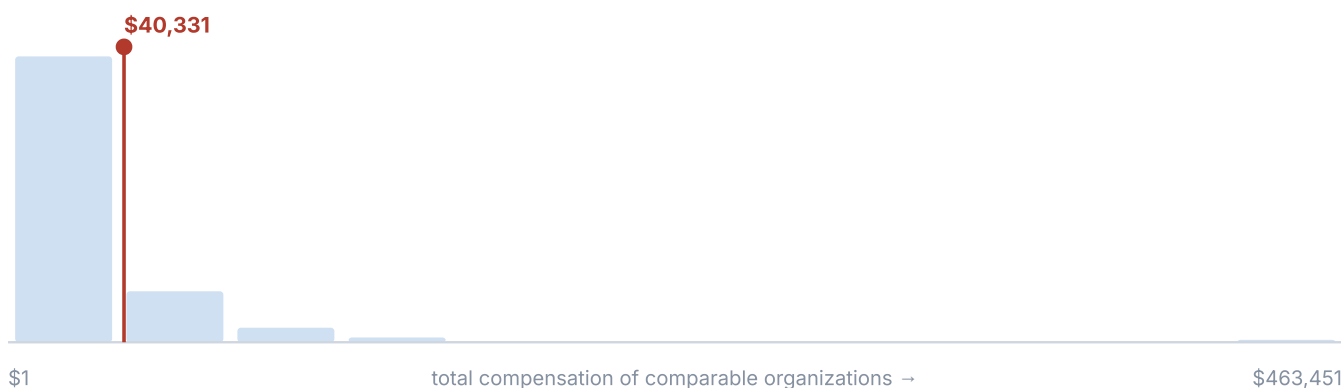 $40,331
$1 total compensation of comparable organizations → $463,451